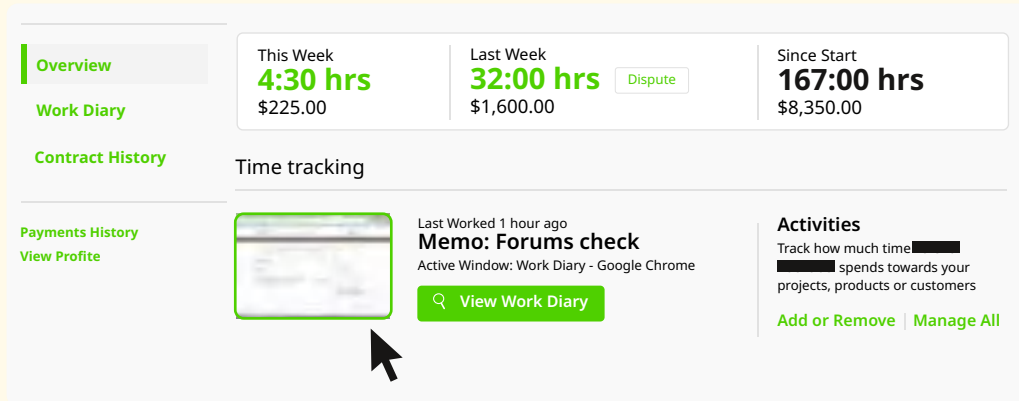 Overview
Work Diary
Contract History
Payments History
View Profile
This Week
4:30 hrs
$225.00
Last Week
32:00 hrs
Dispute
$1,600.00
Since Start
167:00 hrs
$8,350.00
Time tracking
Last Worked 1 hour ago
Memo: Forums check
Active Window: Work Diary - Google Chrome
View Work Diary
Activities
Track how much time
spends towards your
projects, products or customers
Add or Remove | Manage All